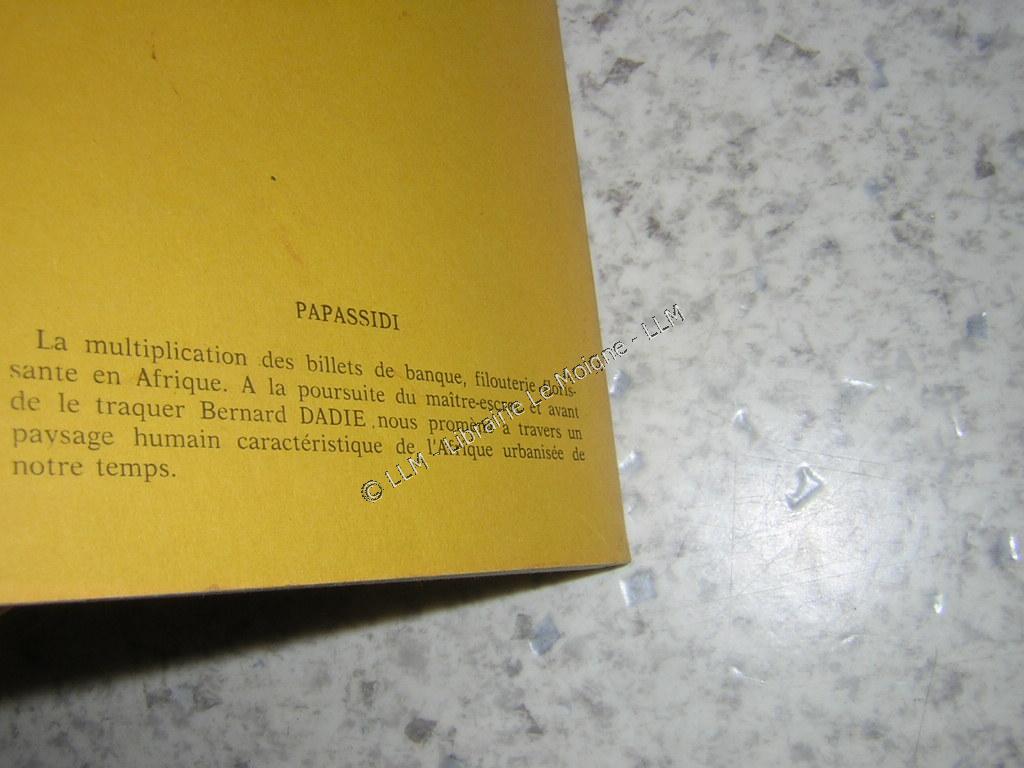 PAPASSIDI
La multiplication des billets de banque, filouterie floris-
sante en Afrique. A la poursuite du maître-escroc et avant
de le traquer Bernard DADIE nous promène à travers un
paysage humain caractéristique de l'Afrique urbanisée de
notre temps.
© LLM - Librairie Le Moigne - LLM